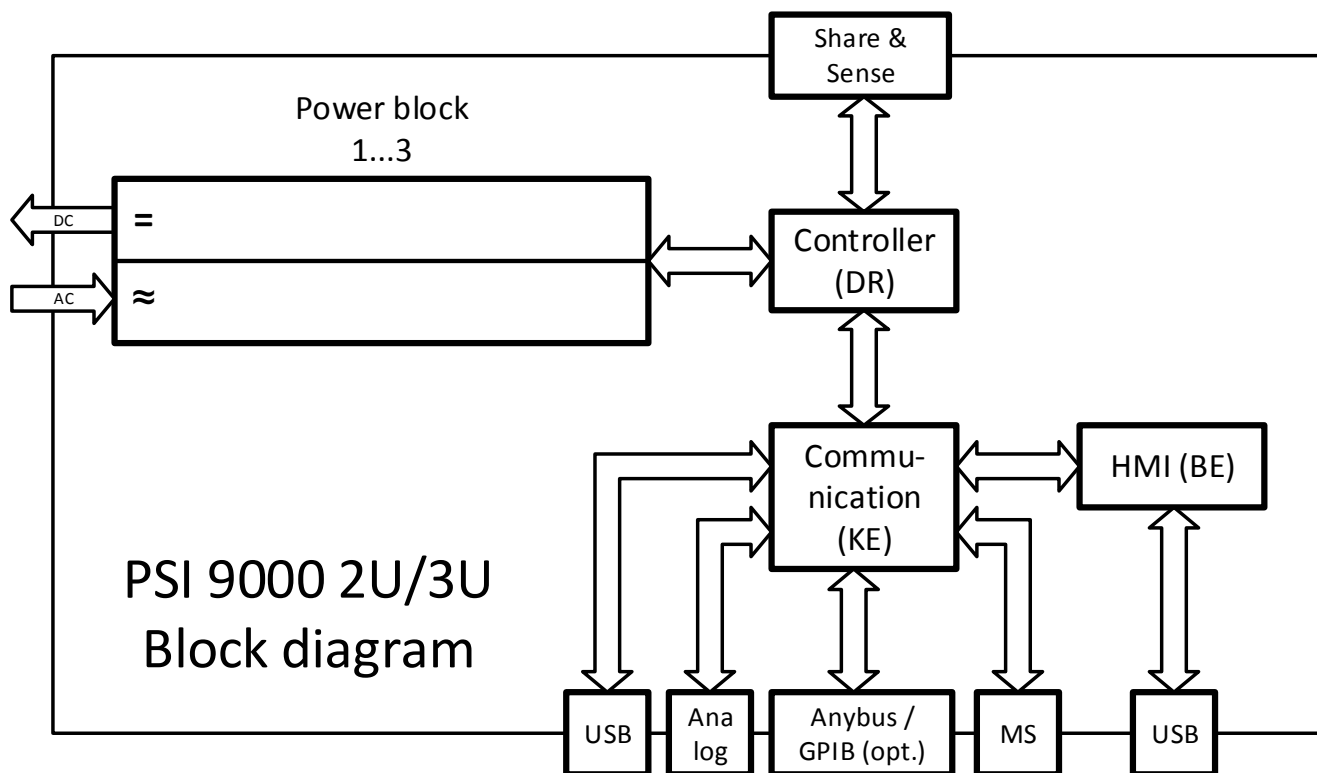 Share &
Sense
Power block
1...3
DC
=
AC
≈
Controller
(DR)
Commu-
nication
(KE)
HMI (BE)
PSI 9000 2U/3U
Block diagram
USB
Ana
log
Anybus /
GPIB (opt.)
MS
USB